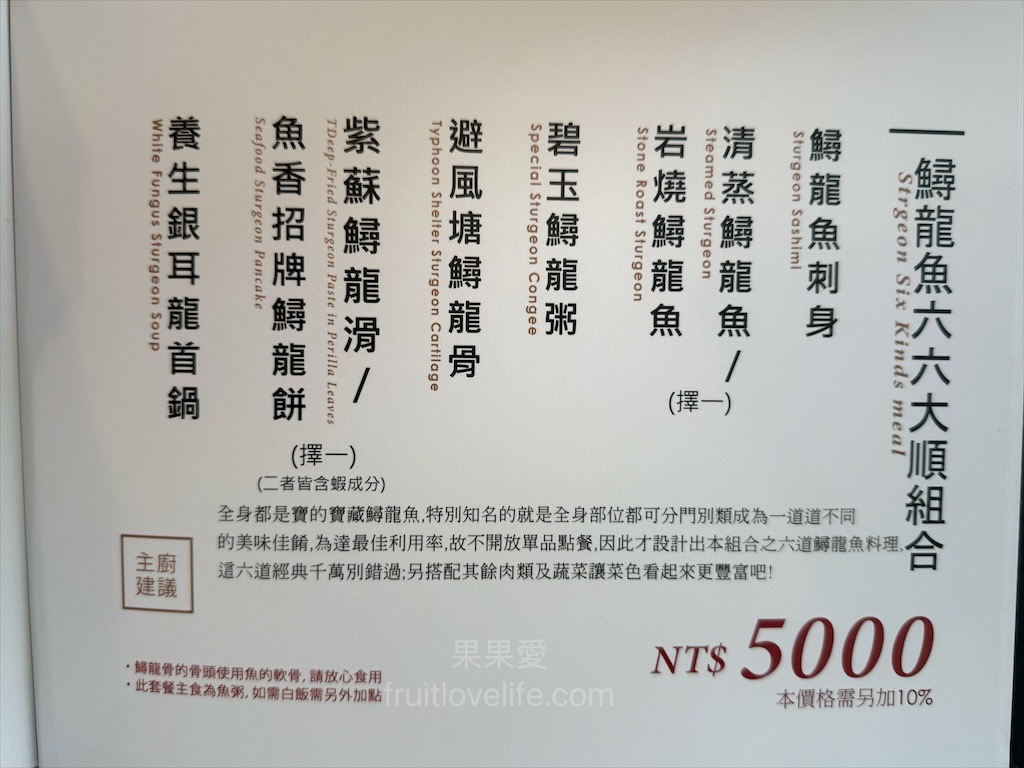 鱘龍魚六六大順組合
Strgeon Six Kinds meal
鱘龍魚刺身
Sturgeon Sashimi
清蒸鱘龍魚/
Steamed Sturgeon
岩燒鱘龍魚
Stone Roast Sturgeon
(擇一)
碧玉鱘龍粥
Special Sturgeon Congee
避風塘鱘龍骨
Typhoon Shelter Sturgeon Cartilage
紫蘇鱘龍滑/
TDeep-Fried Sturgeon Paste in Perilla Leaves
魚香招牌鱘龍餅
Seafood Sturgeon Pancake
(擇一)
(二者皆含蝦成分)
養生銀耳龍首鍋
White Fungus Sturgeon Soup
全身都是寶的寶藏鱘龍魚,特別知名的就是全身部位都可分門別類成為一道道不同
的美味佳餚,為達最佳利用率,故不開放單品點餐,因此才設計出本組合之六道鱘龍魚料理,
這六道經典千萬別錯過;另搭配其餘肉類及蔬菜讓菜色看起來更豐富吧!
主廚
建議
NT$ 5000
本價格需另加10%
・鱘龍骨的骨頭使用魚的軟骨, 請放心食用
・此套餐主食為魚粥, 如需白飯需另外加點
果果愛
fruitlovelife.com